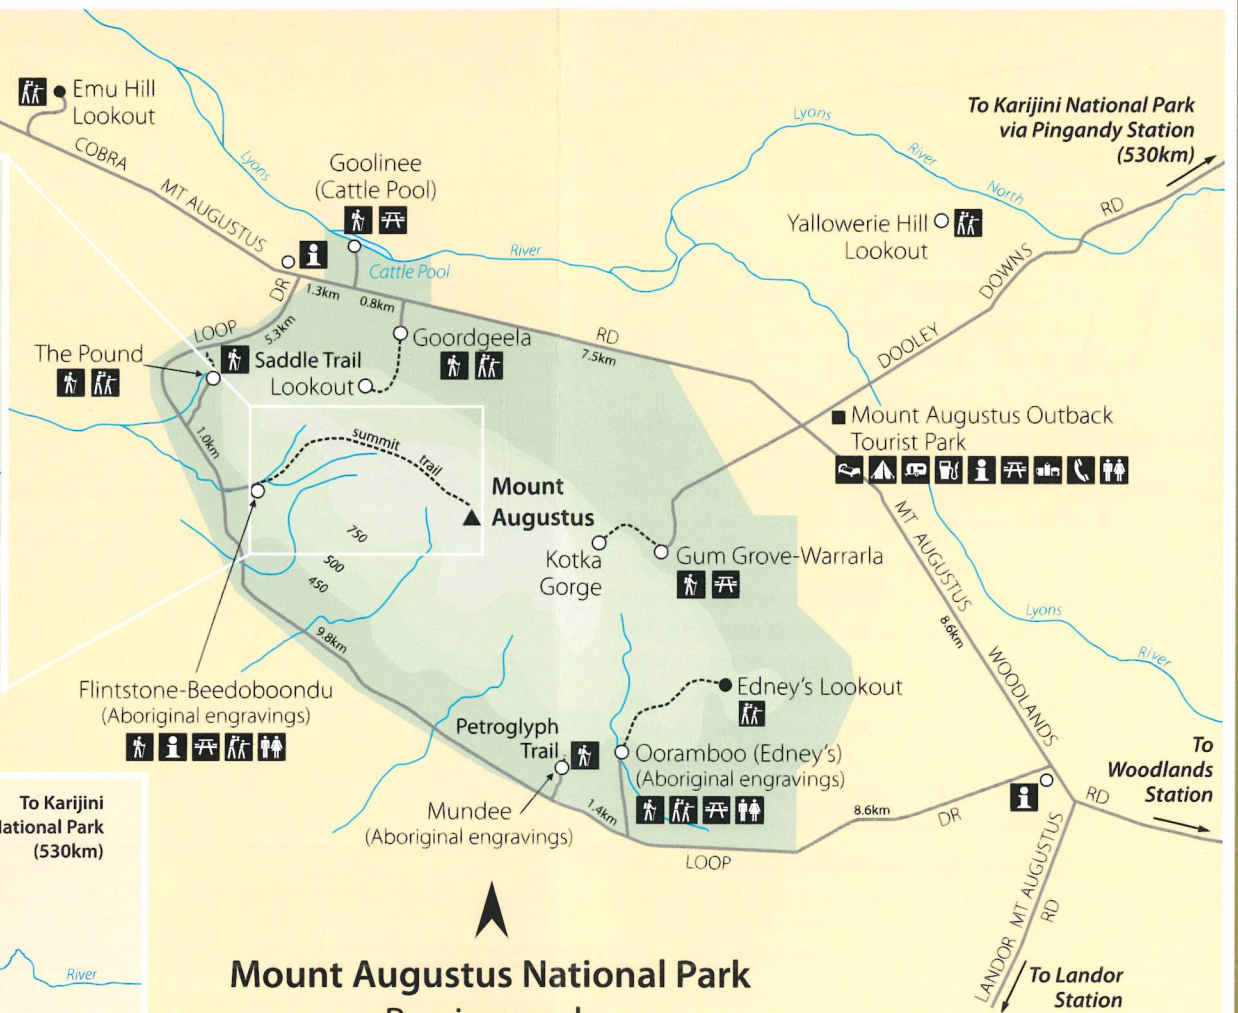 Emu Hill
Lookout
COBRA
MT AUGUSTUS
Lyons
Goolinee
(Cattle Pool)
Cattle Pool
River
Lyons
River
North
To Karijini National Park
via Pingandy Station
(530km)
Yallowerie Hill
Lookout
RD
DOWNS
DOOLEY
DR
LOOP
1.3km
0.8km
5.3km
RD
7.5km
The Pound
Saddle Trail
Lookout
Goordgeela
1.0km
summit
trail
Mount
Augustus
750
500
450
9.8km
Kotka
Gorge
Gum Grove-Warrarla
Mount Augustus Outback
Tourist Park
MT AUGUSTUS
8.6km
WOODLANDS
Lyons
River
Flintstone-Beedoboondu
(Aboriginal engravings)
Petroglyph
Trail
Edney's Lookout
Ooramboo (Edney's)
(Aboriginal engravings)
Mundee
(Aboriginal engravings)
1.4km
LOOP
8.6km
DR
RD
To
Woodlands
Station
LANDOR MT AUGUSTUS
RD
To Landor
Station
To Karijini
National Park
(530km)
River
Mount Augustus National Park